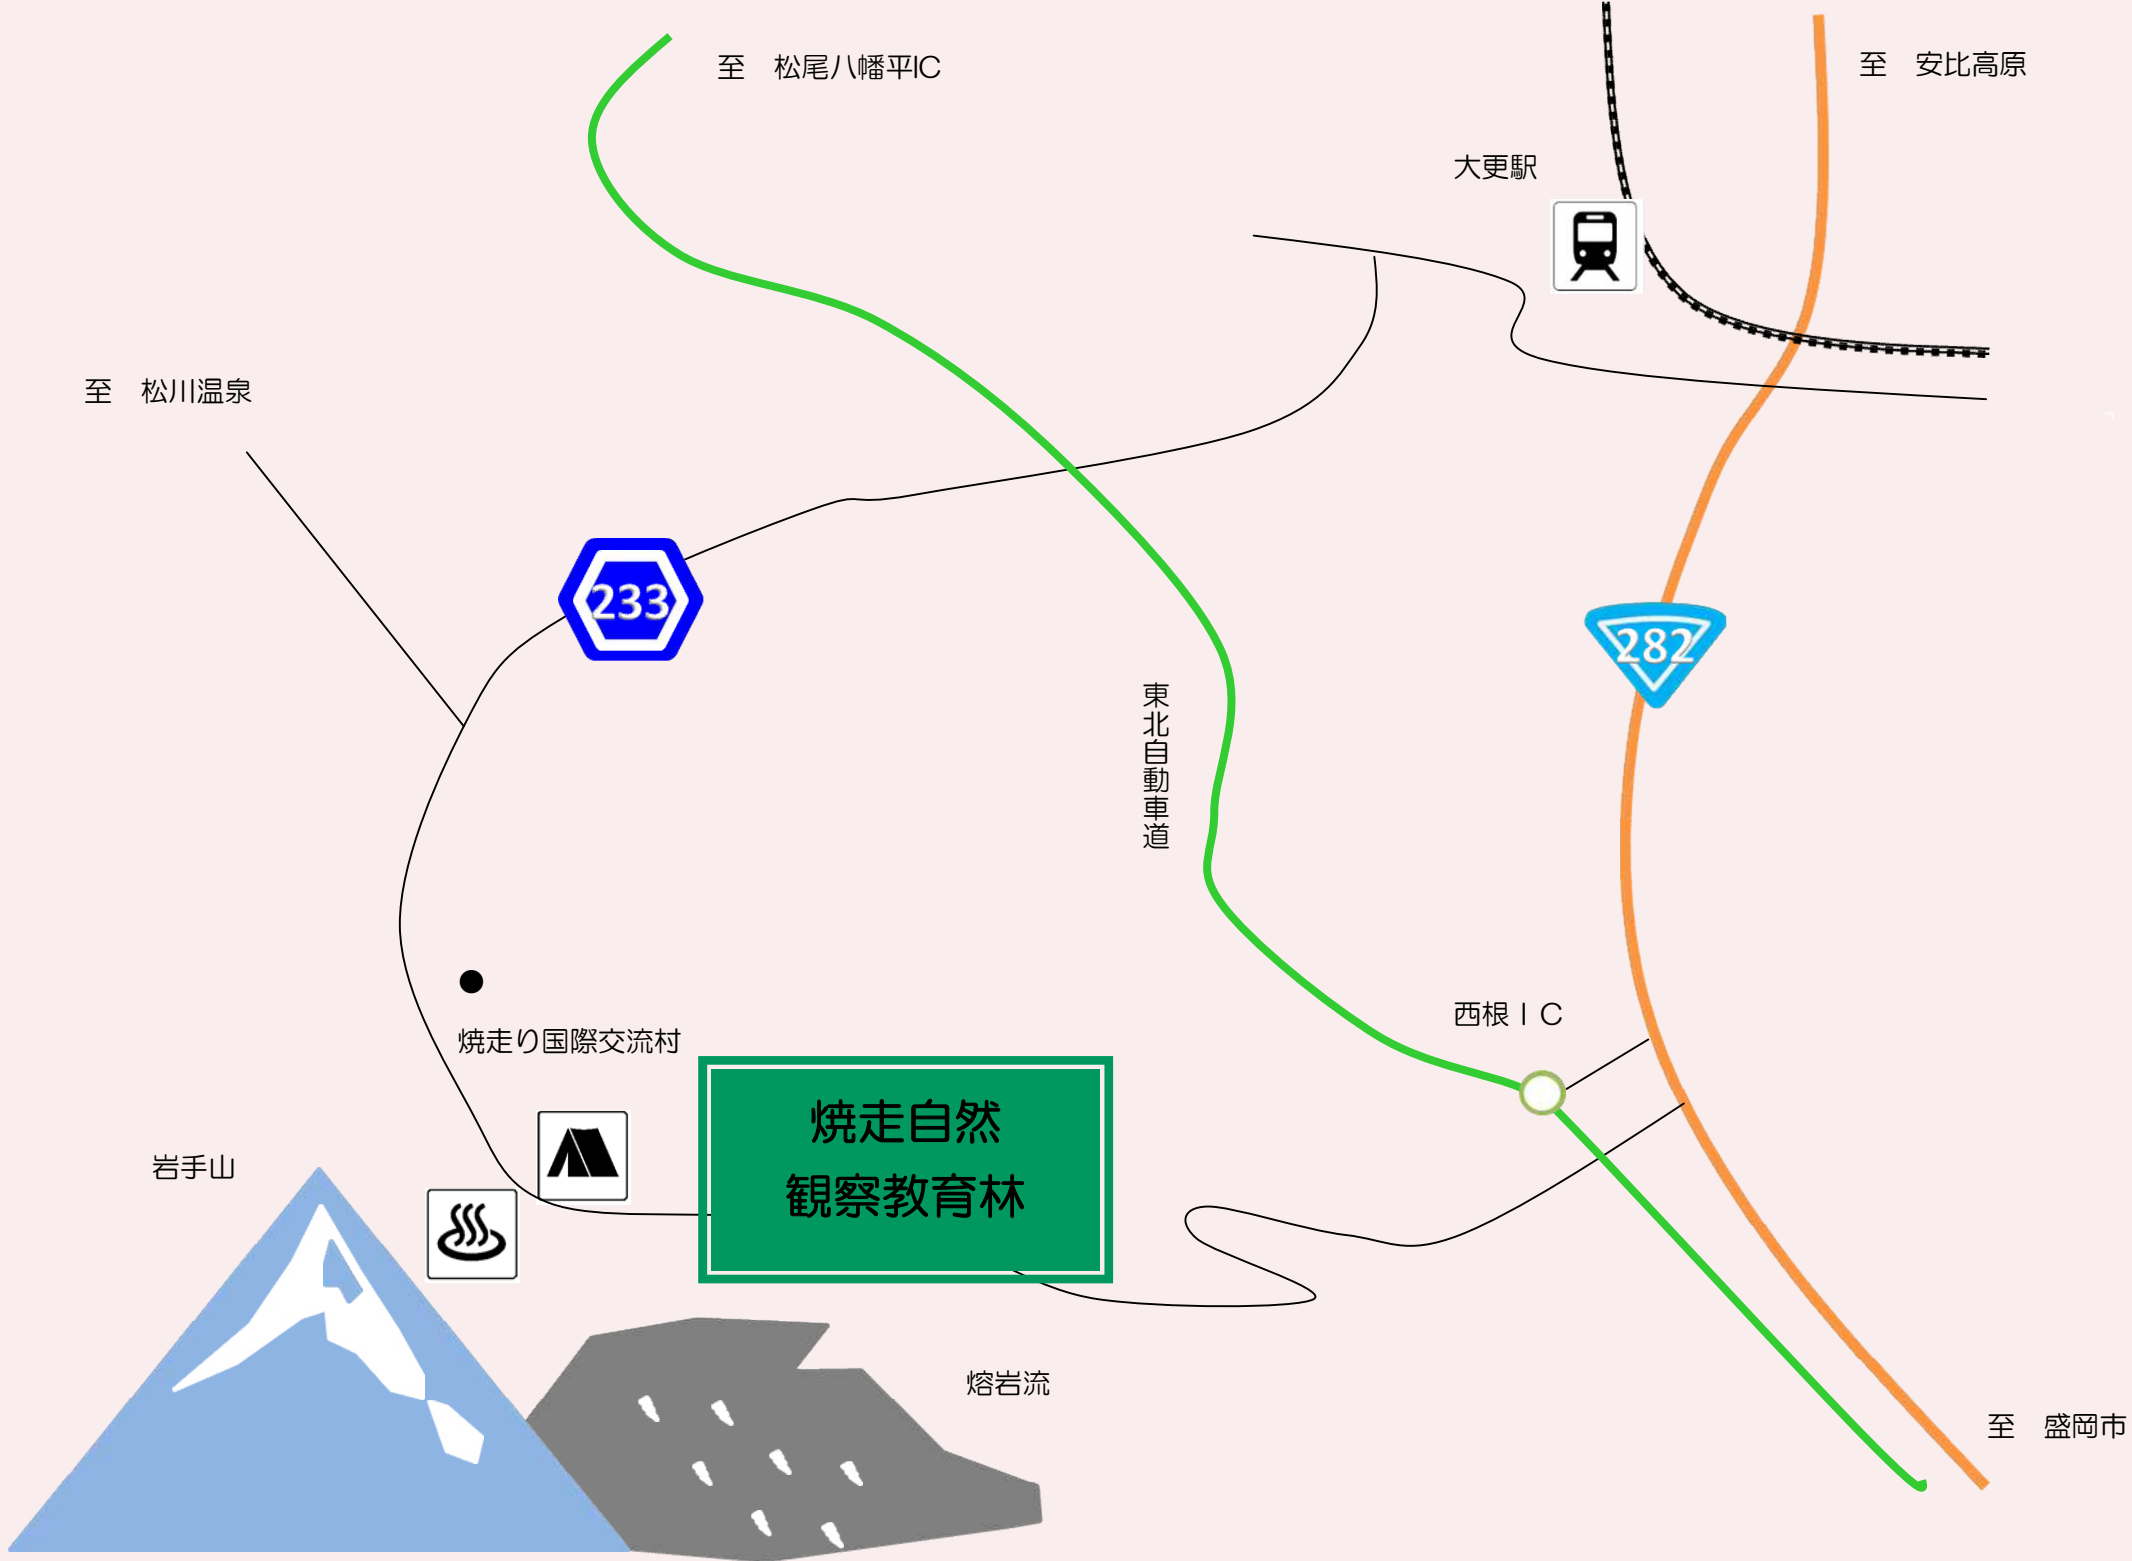 至　松尾八幡平IC
至　安比高原
大更駅
至　松川温泉
233
282
東北自動車道
西根ＩＣ
焼走り国際交流村
焼走自然
観察教育林
岩手山
熔岩流
至　盛岡市